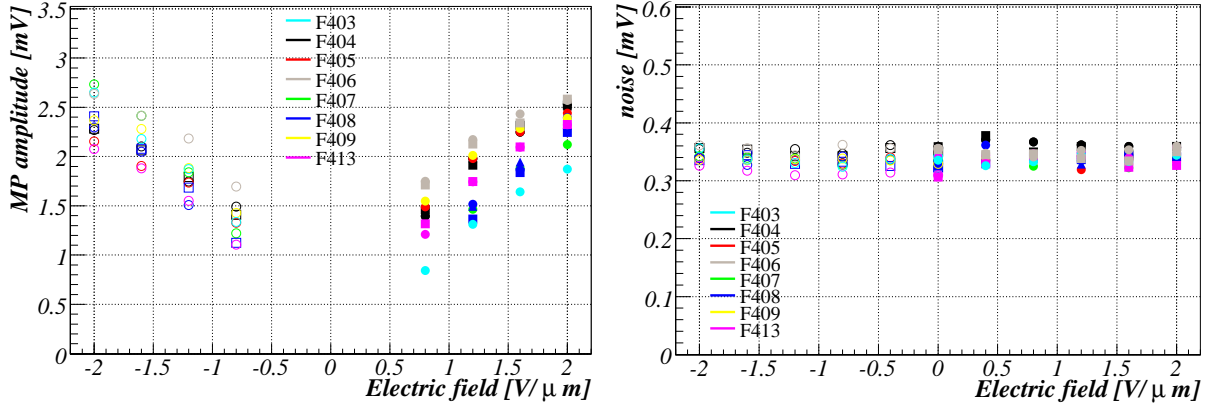 MP amplitude [mV]
3.5
3
2.5
2
1.5
1
0.5
0
F403
F404
F405
F406
F407
F408
F409
F413
-2 -1.5 -1 -0.5 0 0.5 1 1.5 2
Electric field [V/ μ m]
noise [mV]
0.6
0.5
0.4
0.3
0.2
0.1
0
F403
F404
F405
F406
F407
F408
F409
F413
-2 -1.5 -1 -0.5 0 0.5 1 1.5 2
Electric field [V/ μ m]